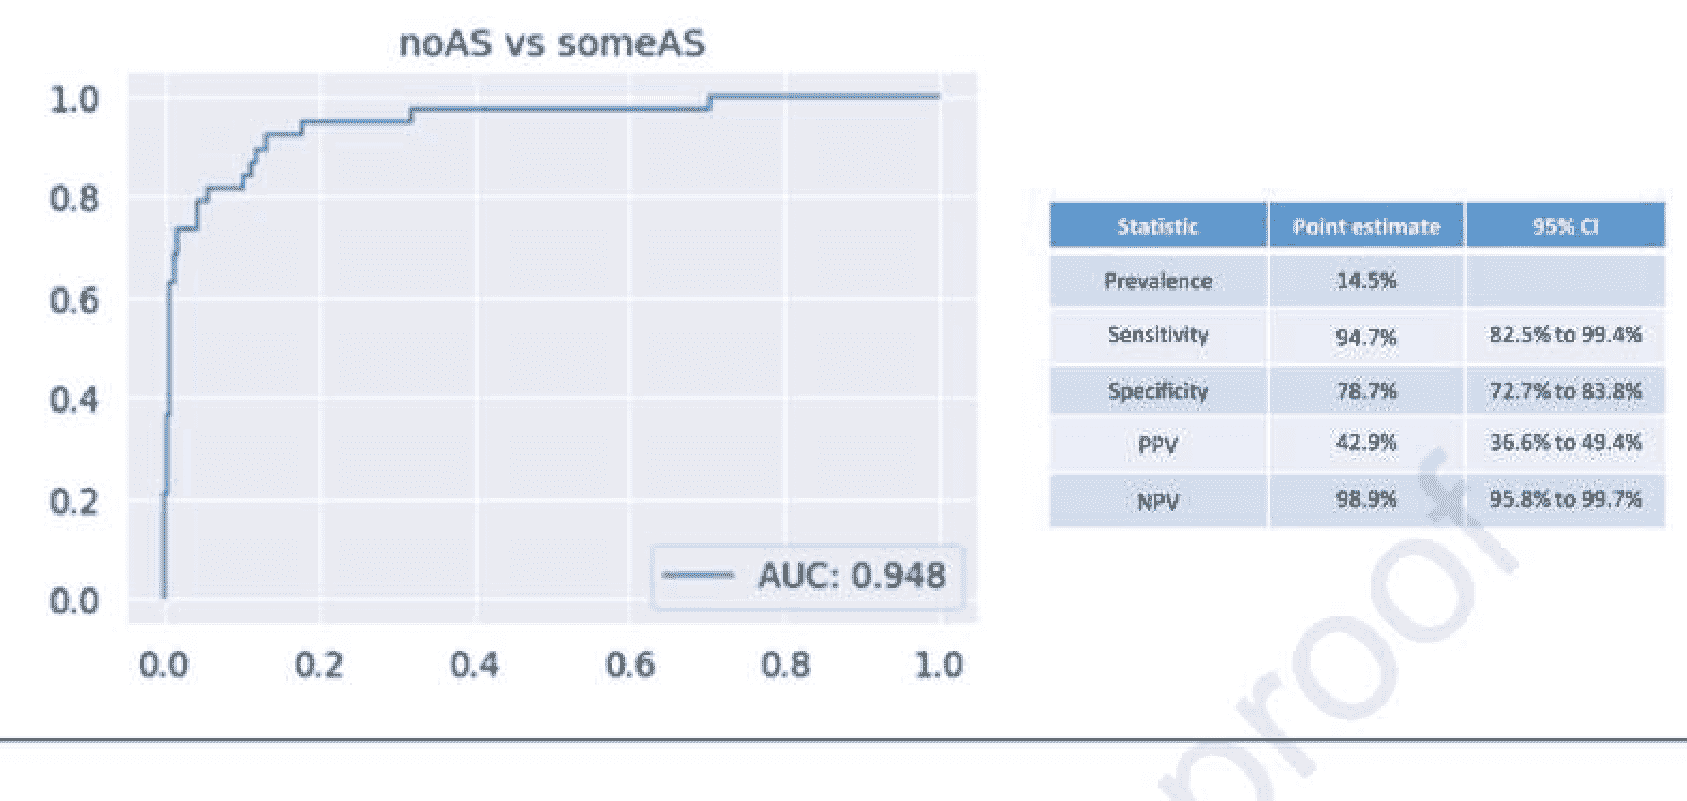 noAS vs someAS
1.0
0.8
0.6
0.4
0.2
0.0
AUC: 0.948
0.0 0.2 0.4 0.6 0.8 1.0
Statistic Point estimate 95% CI
Prevalence 14.5%
Sensitivity 94.7% 82.5% to 99.4%
Specificity 78.7% 72.7% to 83.8%
PPV 42.9% 36.6% to 49.4%
NPV 98.9% 95.8% to 99.7%
proof